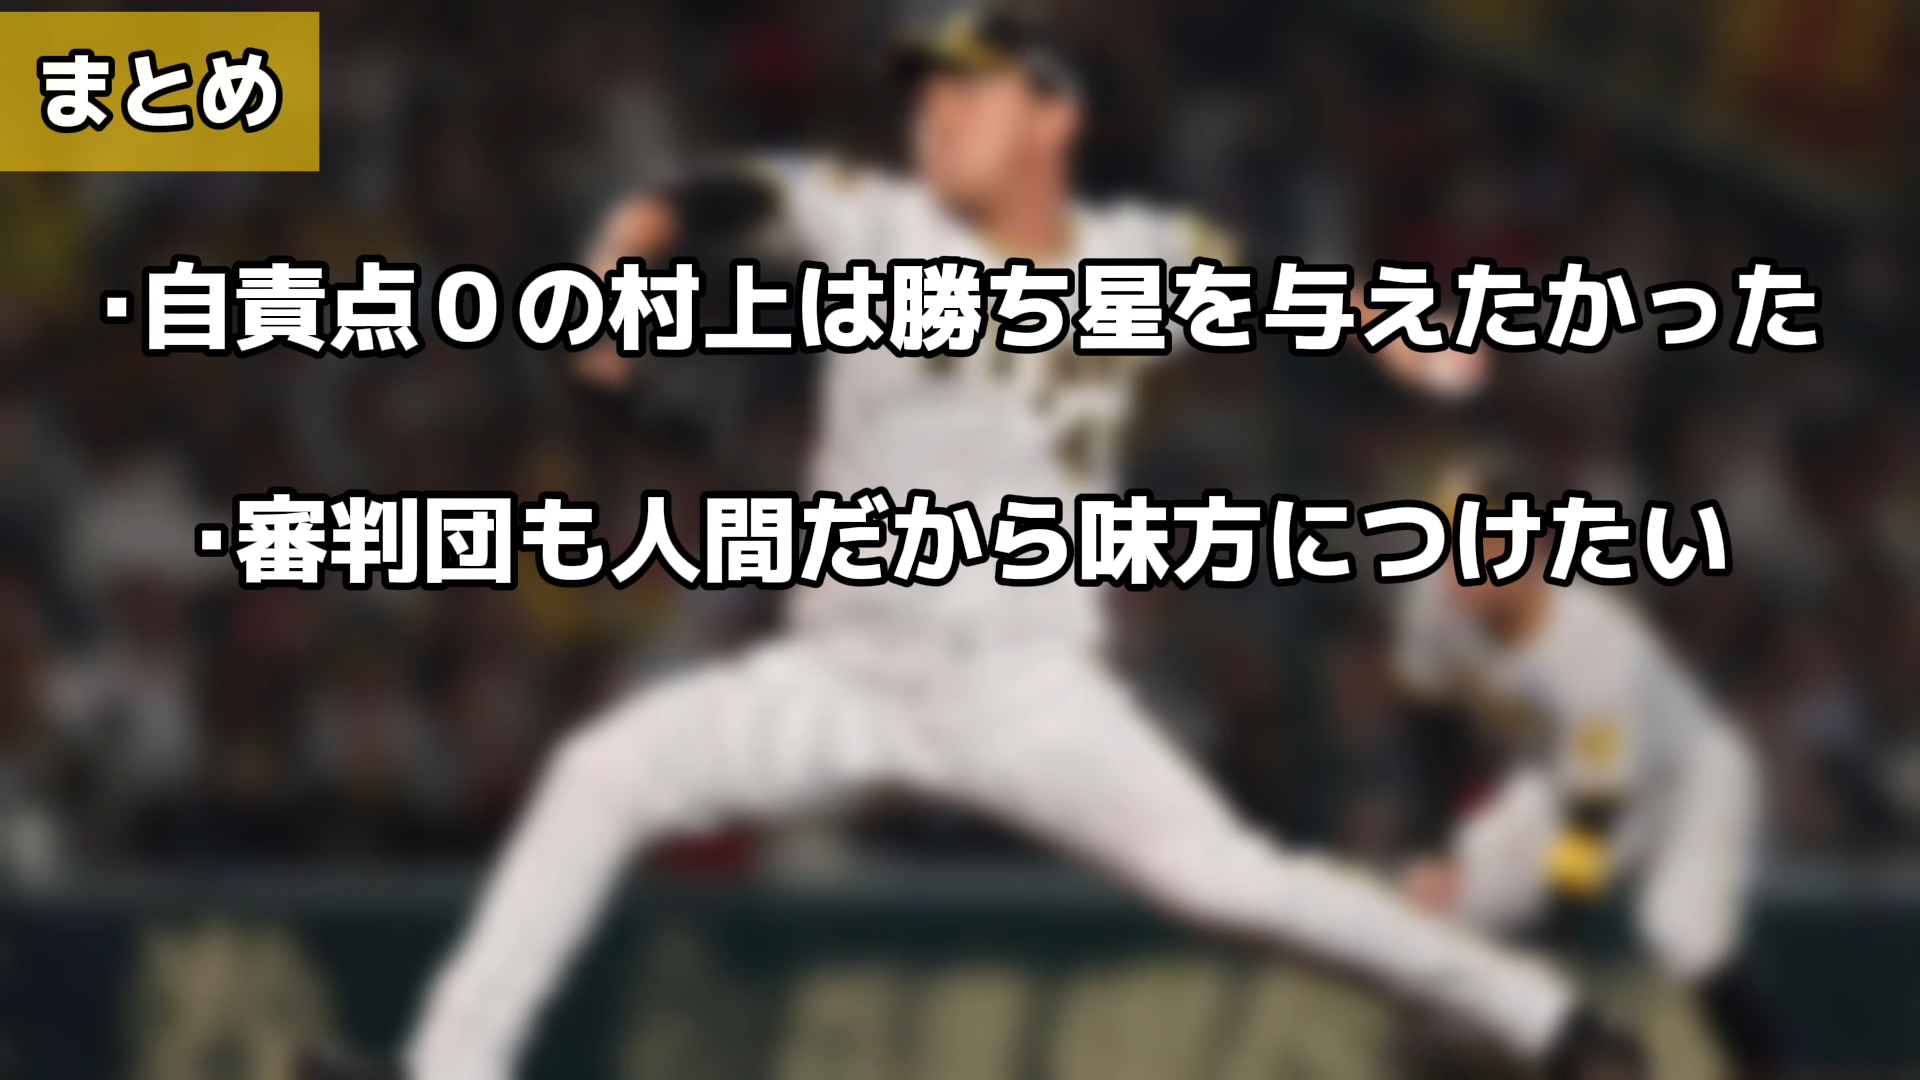 まとめ
・自責点０の村上は勝ち星を与えたかった
・審判団も人間だから味方につけたい